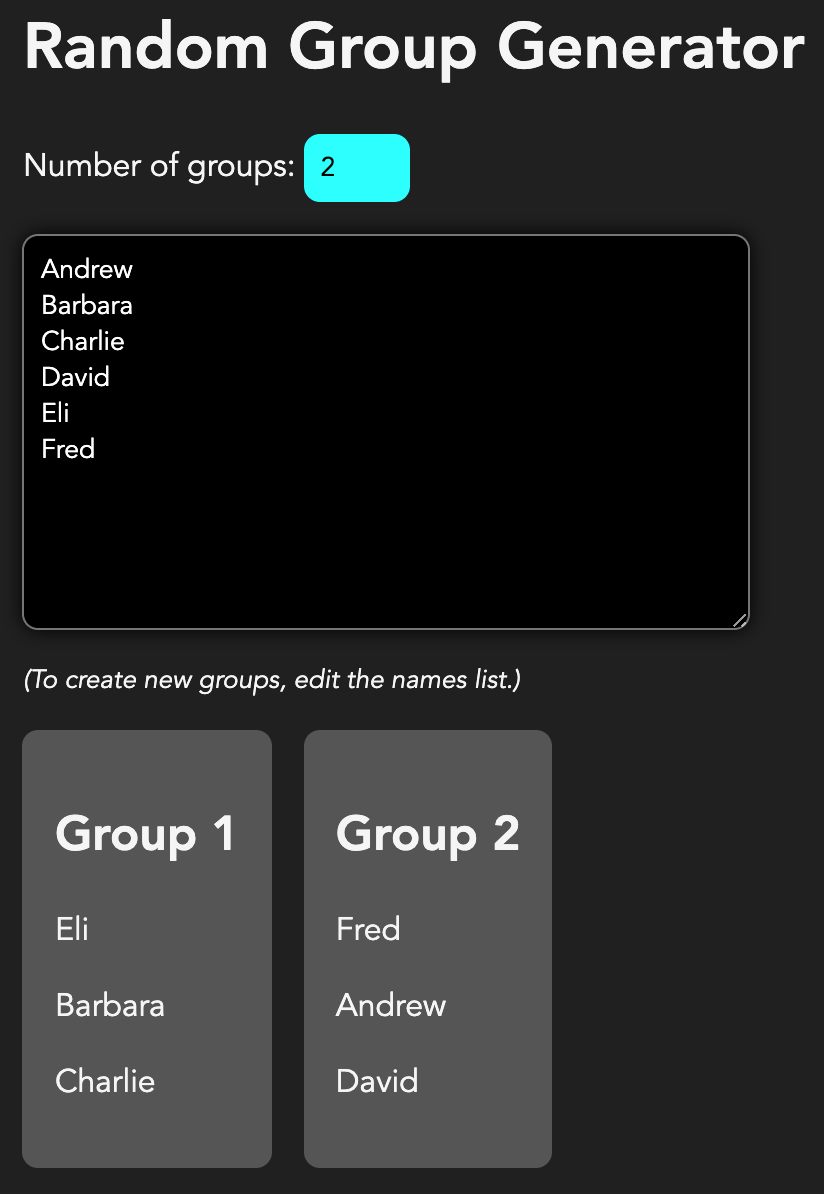 Random Group Generator
Number of groups: 2
Andrew
Barbara
Charlie
David
Eli
Fred
(To create new groups, edit the names list.)
Group 1
Eli
Barbara
Charlie
Group 2
Fred
Andrew
David